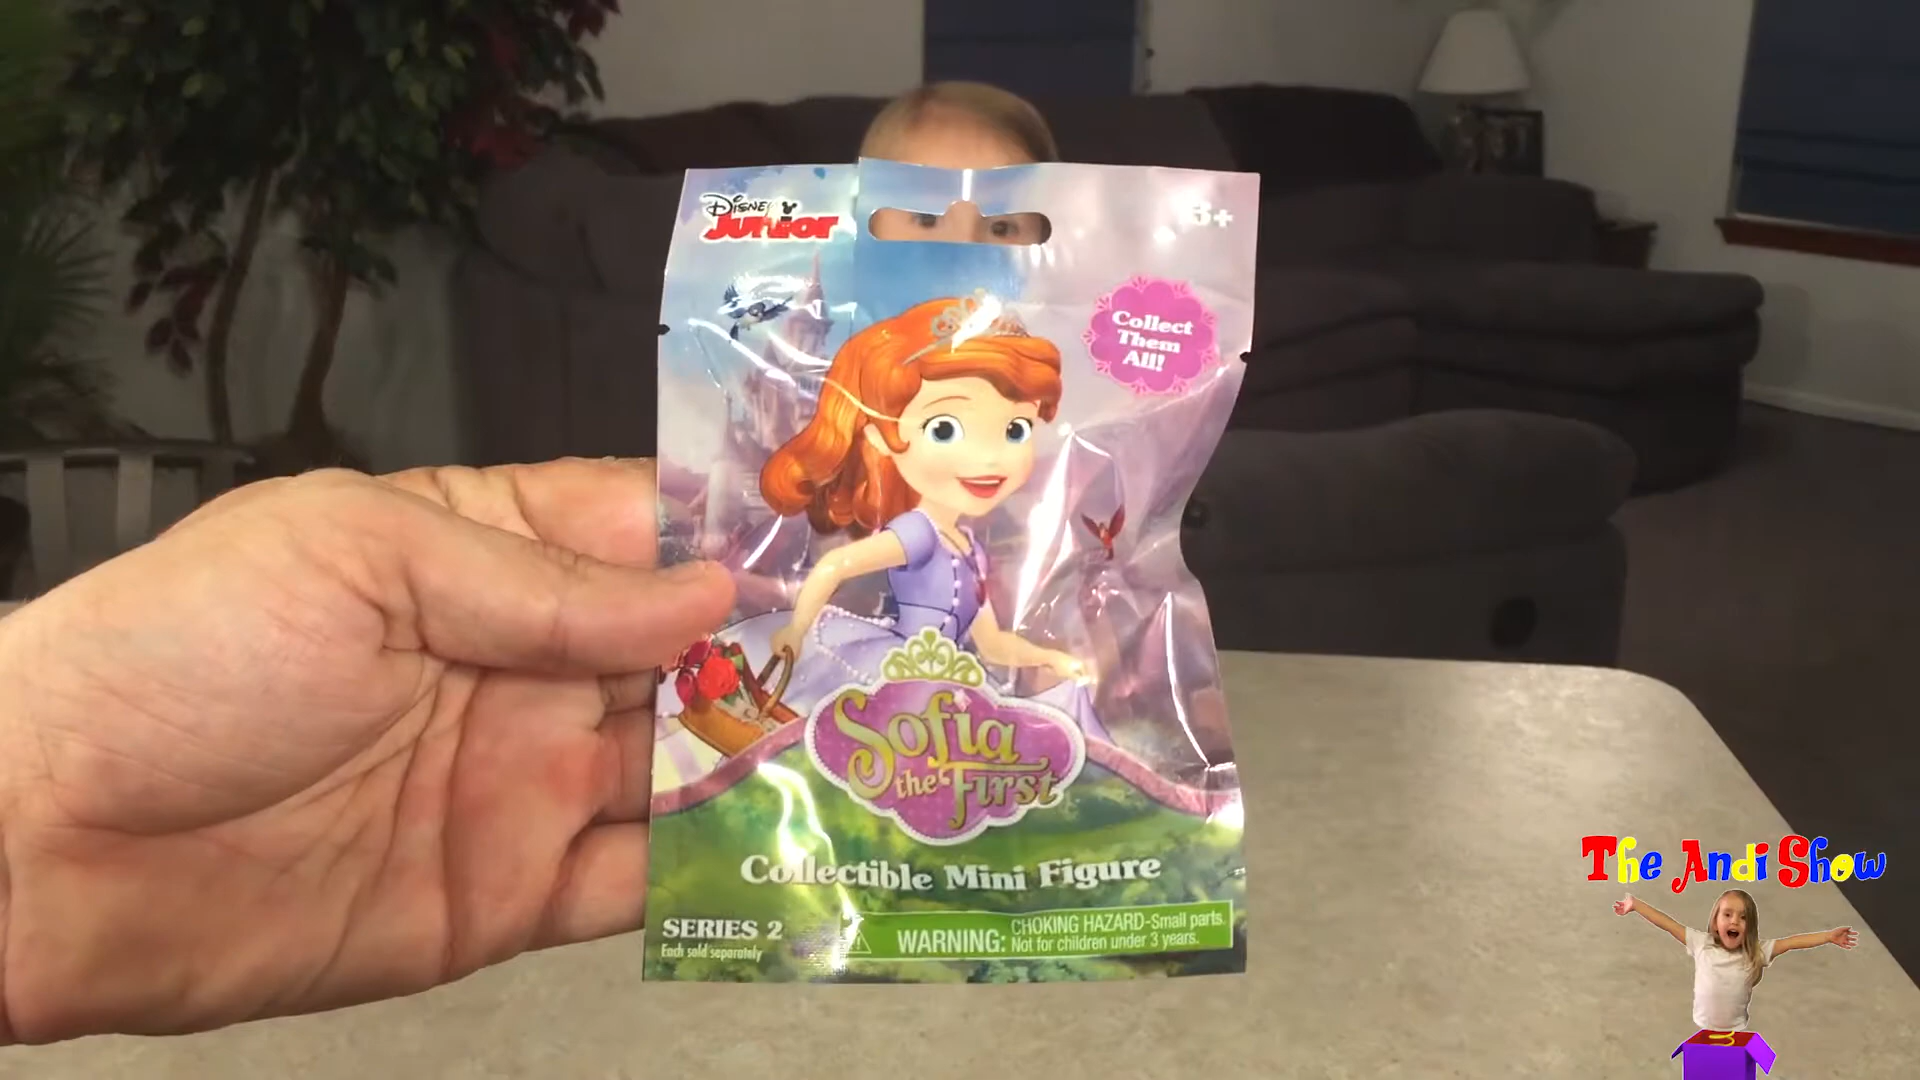 Disney
Junior
Collect
Them
All!
Sofia
the First
Collectible Mini Figure
SERIES 2
Each sold separately
WARNING:
CHOKING HAZARD-Small parts.
Not for children under 3 years.
The Andi Show